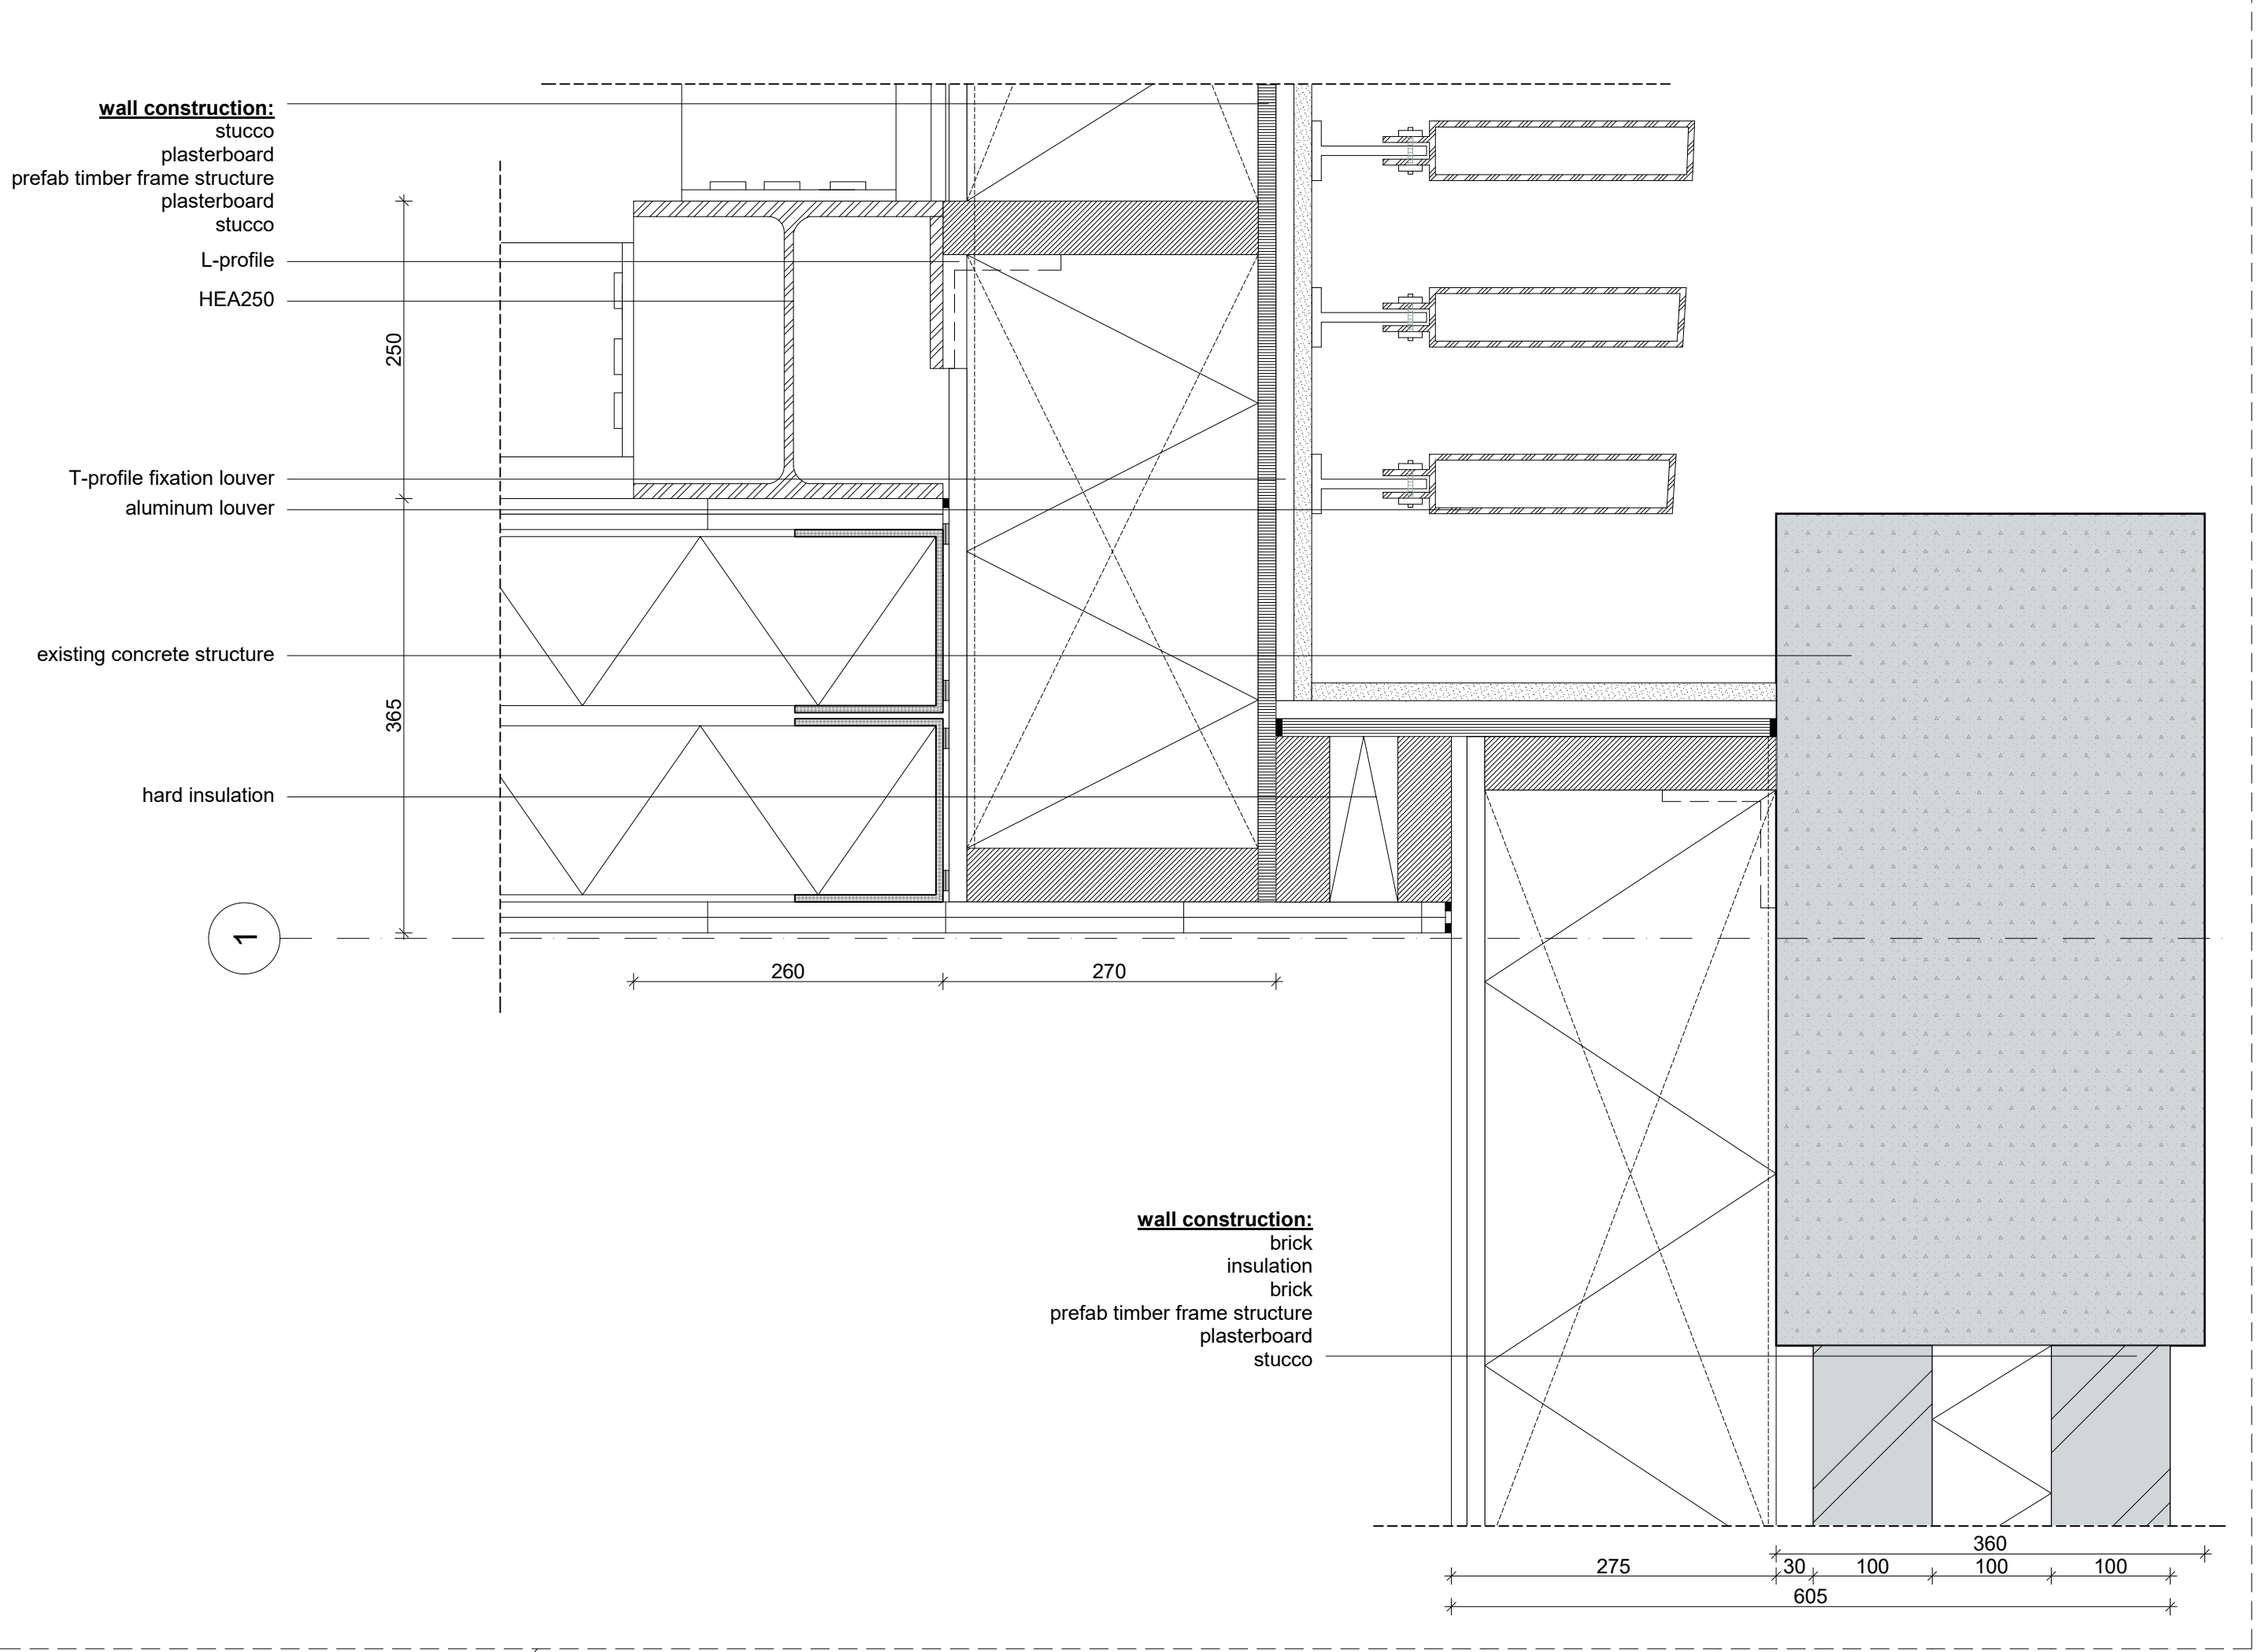 wall construction:
stucco
plasterboard
prefab timber frame structure
plasterboard
stucco
L-profile
HEA250
250
T-profile fixation louver
aluminum louver
existing concrete structure
365
hard insulation
1
260
270
wall construction:
brick
insulation
brick
prefab timber frame structure
plasterboard
stucco
360
275
30
100
100
100
605